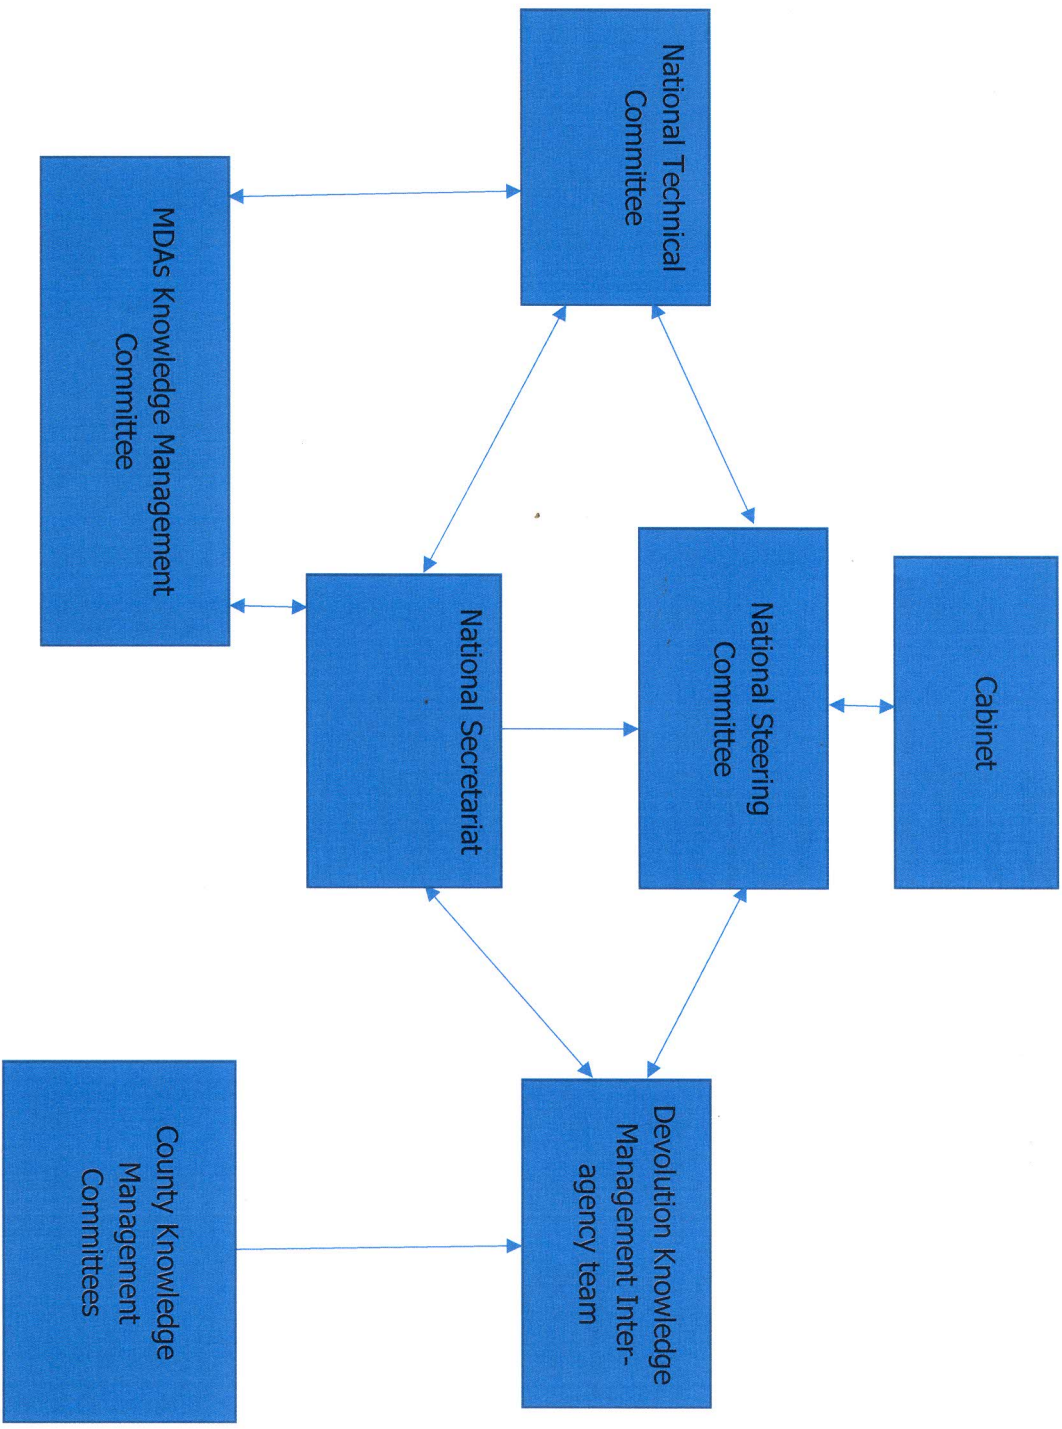 Cabinet
National Steering
Committee
National Technical
Committee
Devolution Knowledge
Management Inter-
agency team
National Secretariat
MDAs Knowledge Management
Committee
County Knowledge
Management
Committees